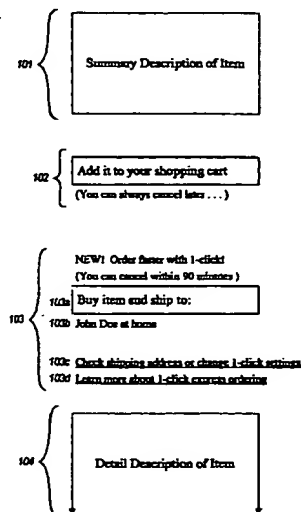 101
Summary Description of Item
102
Add it to your shopping cart
(You can always cancel later . . . )
103
NEW! Order faster with 1-click!
(You can cancel within 90 minutes )
103a Buy item and ship to:
103b John Doe at home
103c Check shipping address or change 1-click settings
103d Learn more about 1-click express ordering
104
Detail Description of Item